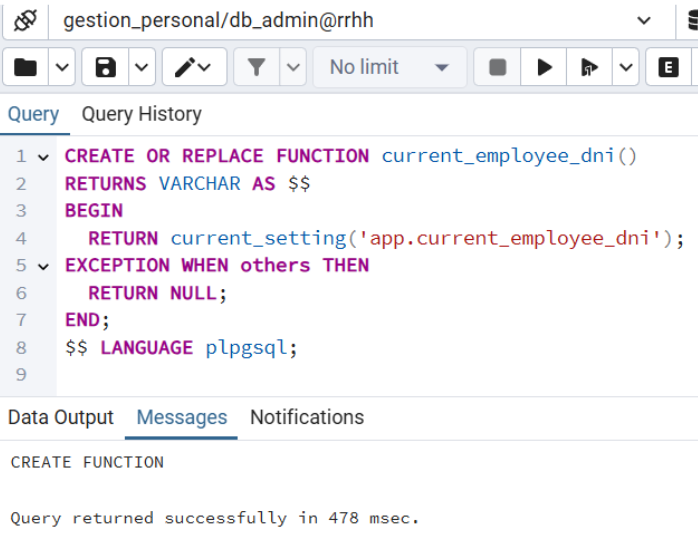 gestion_personal/db_admin@rrhh
No limit
E
Query Query History
1 CREATE OR REPLACE FUNCTION current_employee_dni()
2 RETURNS VARCHAR AS $$
3 BEGIN
4 RETURN current_setting('app.current_employee_dni');
5 EXCEPTION WHEN others THEN
6 RETURN NULL;
7 END;
8 $$ LANGUAGE plpgsql;
9
Data Output Messages Notifications
CREATE FUNCTION
Query returned successfully in 478 msec.